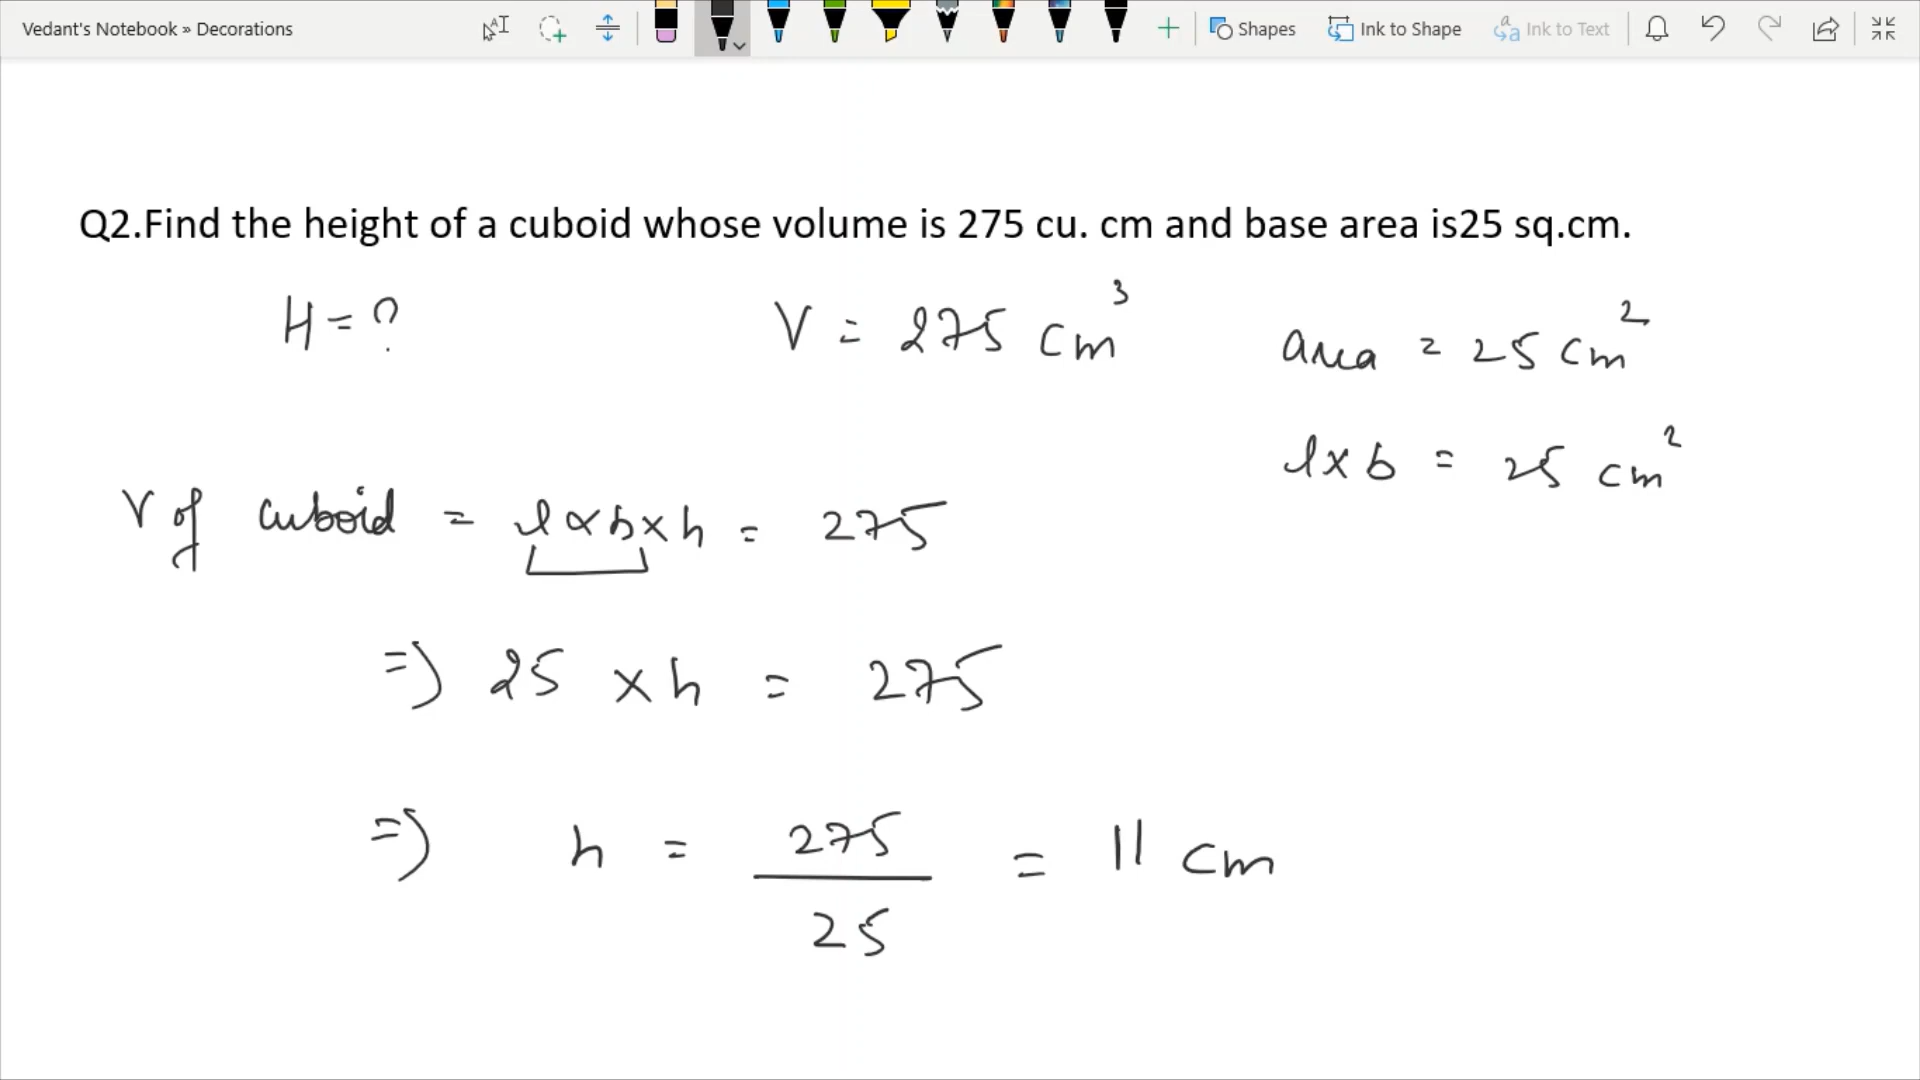 Vedant's Notebook » Decorations
Shapes Ink to Shape Ink to Text
Q2.Find the height of a cuboid whose volume is 275 cu. cm and base area is25 sq.cm.
H = ? V = 275 cm³ area = 25 cm²
l x b = 25 cm²
V of cuboid = l x b x h = 275
=) 25 x h = 275
=) h = 275/25 = 11 cm